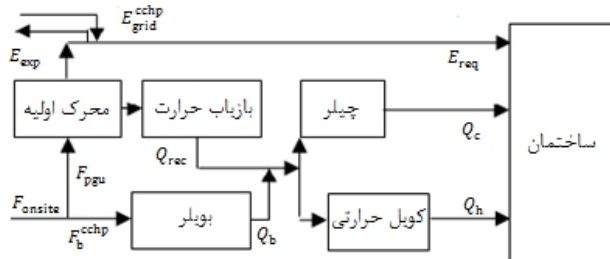 E_grid^cchp
E_exp
E_req
محرک اولیه
بازیاب حرارت
چیلر
ساختمان
Q_c
Q_rec
F_pgu
F_onsite
F_b^cchp
بویلر
Q_b
کویل حرارتی
Q_h